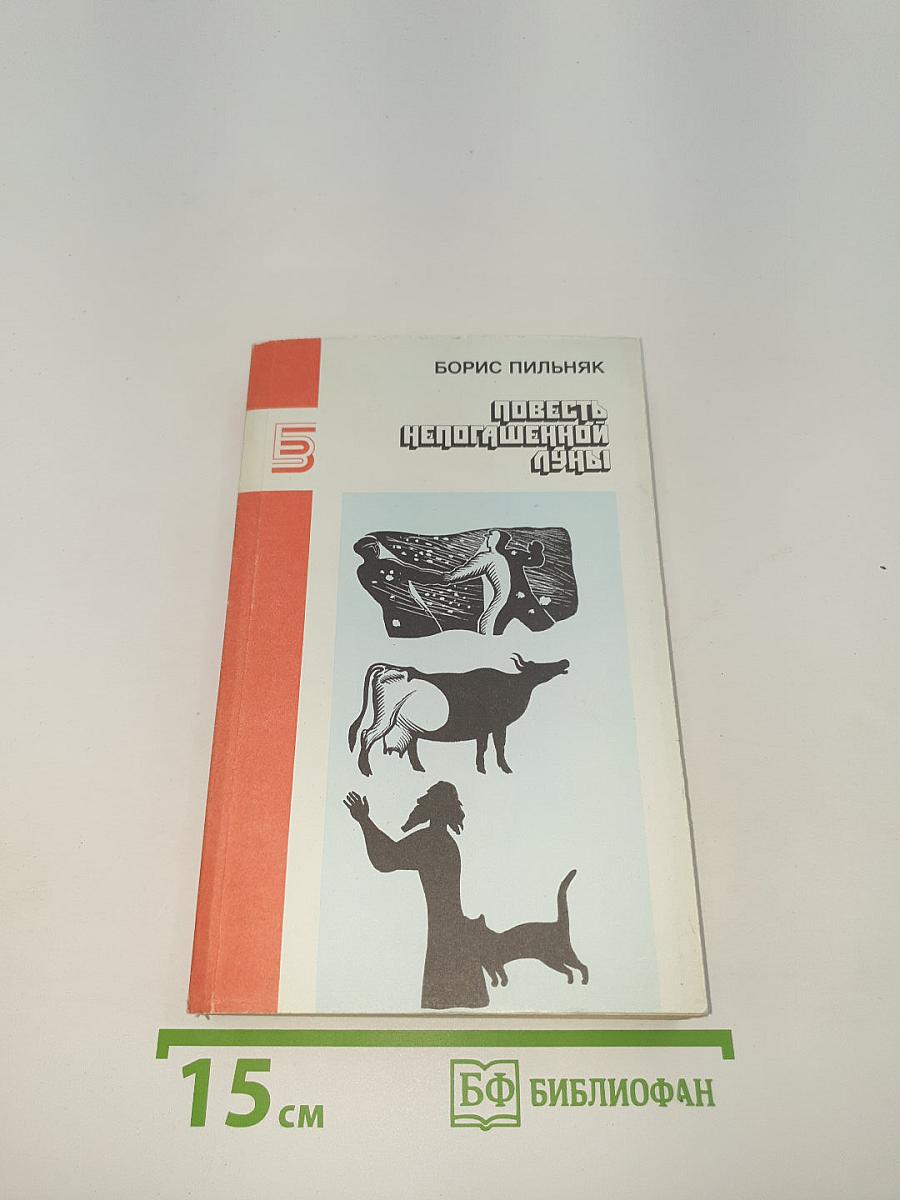 БОРИС ПИЛЬНЯК
ПОВЕСТЬ
НЕПОГАШЕННОЙ
ЛУНЫ
Б
15 см
БФ БИБЛИОФАН